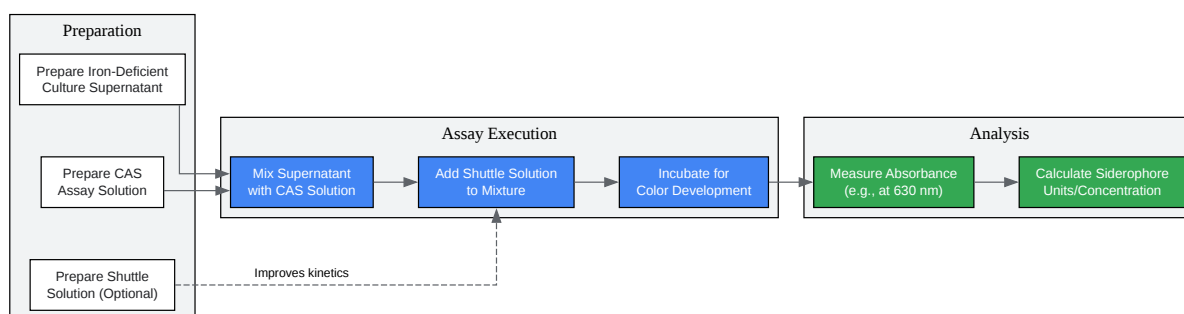 Preparation
Prepare Iron-Deficient
Culture Supernatant
Prepare CAS
Assay Solution
Prepare Shuttle
Solution (Optional)
Improves kinetics
Assay Execution
Mix Supernatant
with CAS Solution
Add Shuttle Solution
to Mixture
Incubate for
Color Development
Analysis
Measure Absorbance
(e.g., at 630 nm)
Calculate Siderophore
Units/Concentration